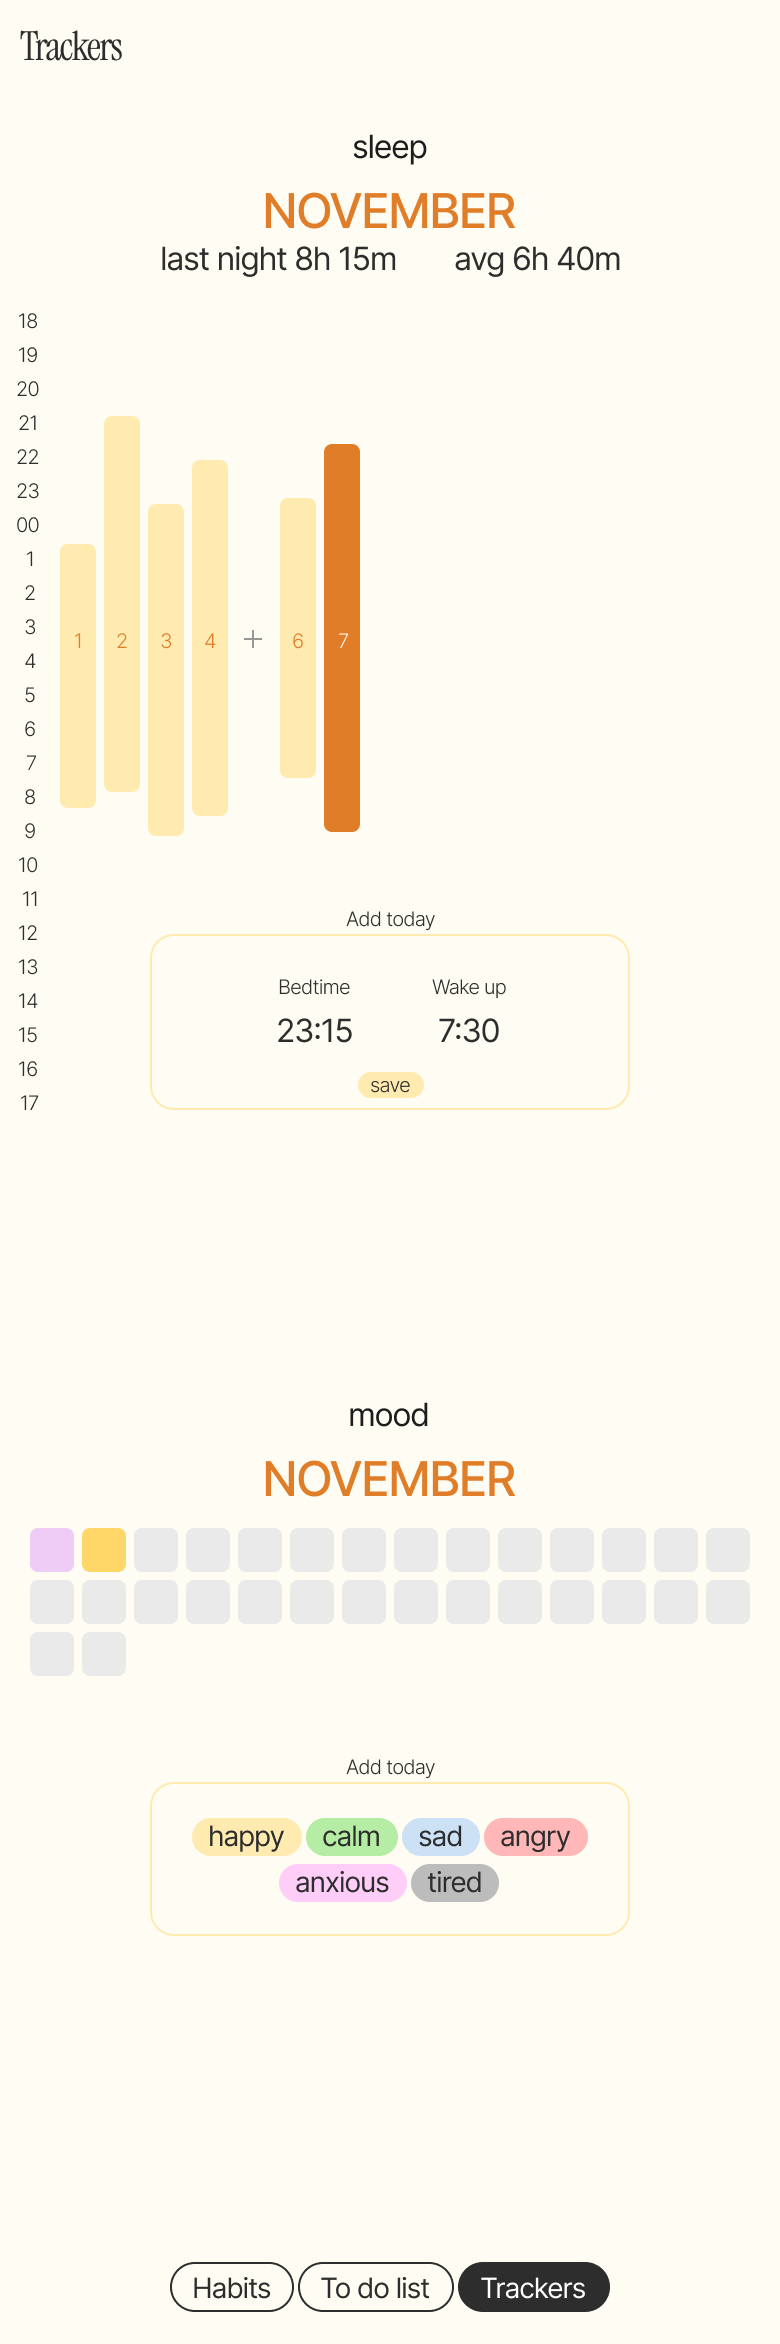 Trackers
sleep
NOVEMBER
last night 8h 15m avg 6h 40m
18
19
20
21
22
23
00
1
2
3
1 2 3 4 + 6 7
4
5
6
7
8
9
10
11
Add today
12
13
Bedtime Wake up
14
23:15 7:30
15
16
save
17
mood
NOVEMBER
Add today
happy calm sad angry
anxious tired
Habits To do list Trackers